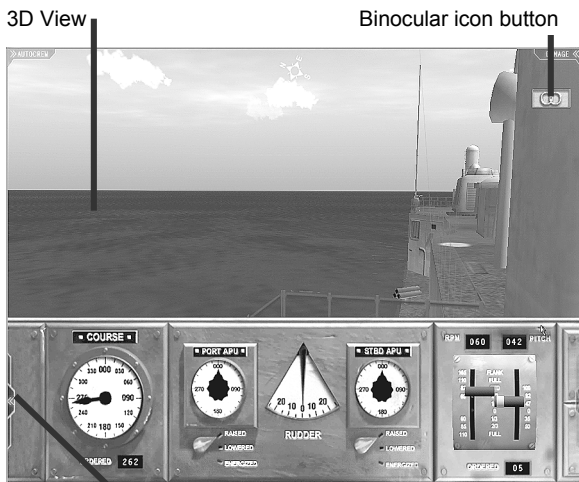 3D View
Binocular icon button
AUTOCREW
COURSE
330 000 030
300 060
270 090
240 120
210 180 150
ORDERED 262
PORT APU
000
270 090
180
RAISED
LOWERED
ENERGIZED
20 10 0 10 20
RUDDER
STBD APU
000
270 090
180
RAISED
LOWERED
ENERGIZED
RPM 060 042 PITCH
FLANK
FULL
FULL
ORDERED 05